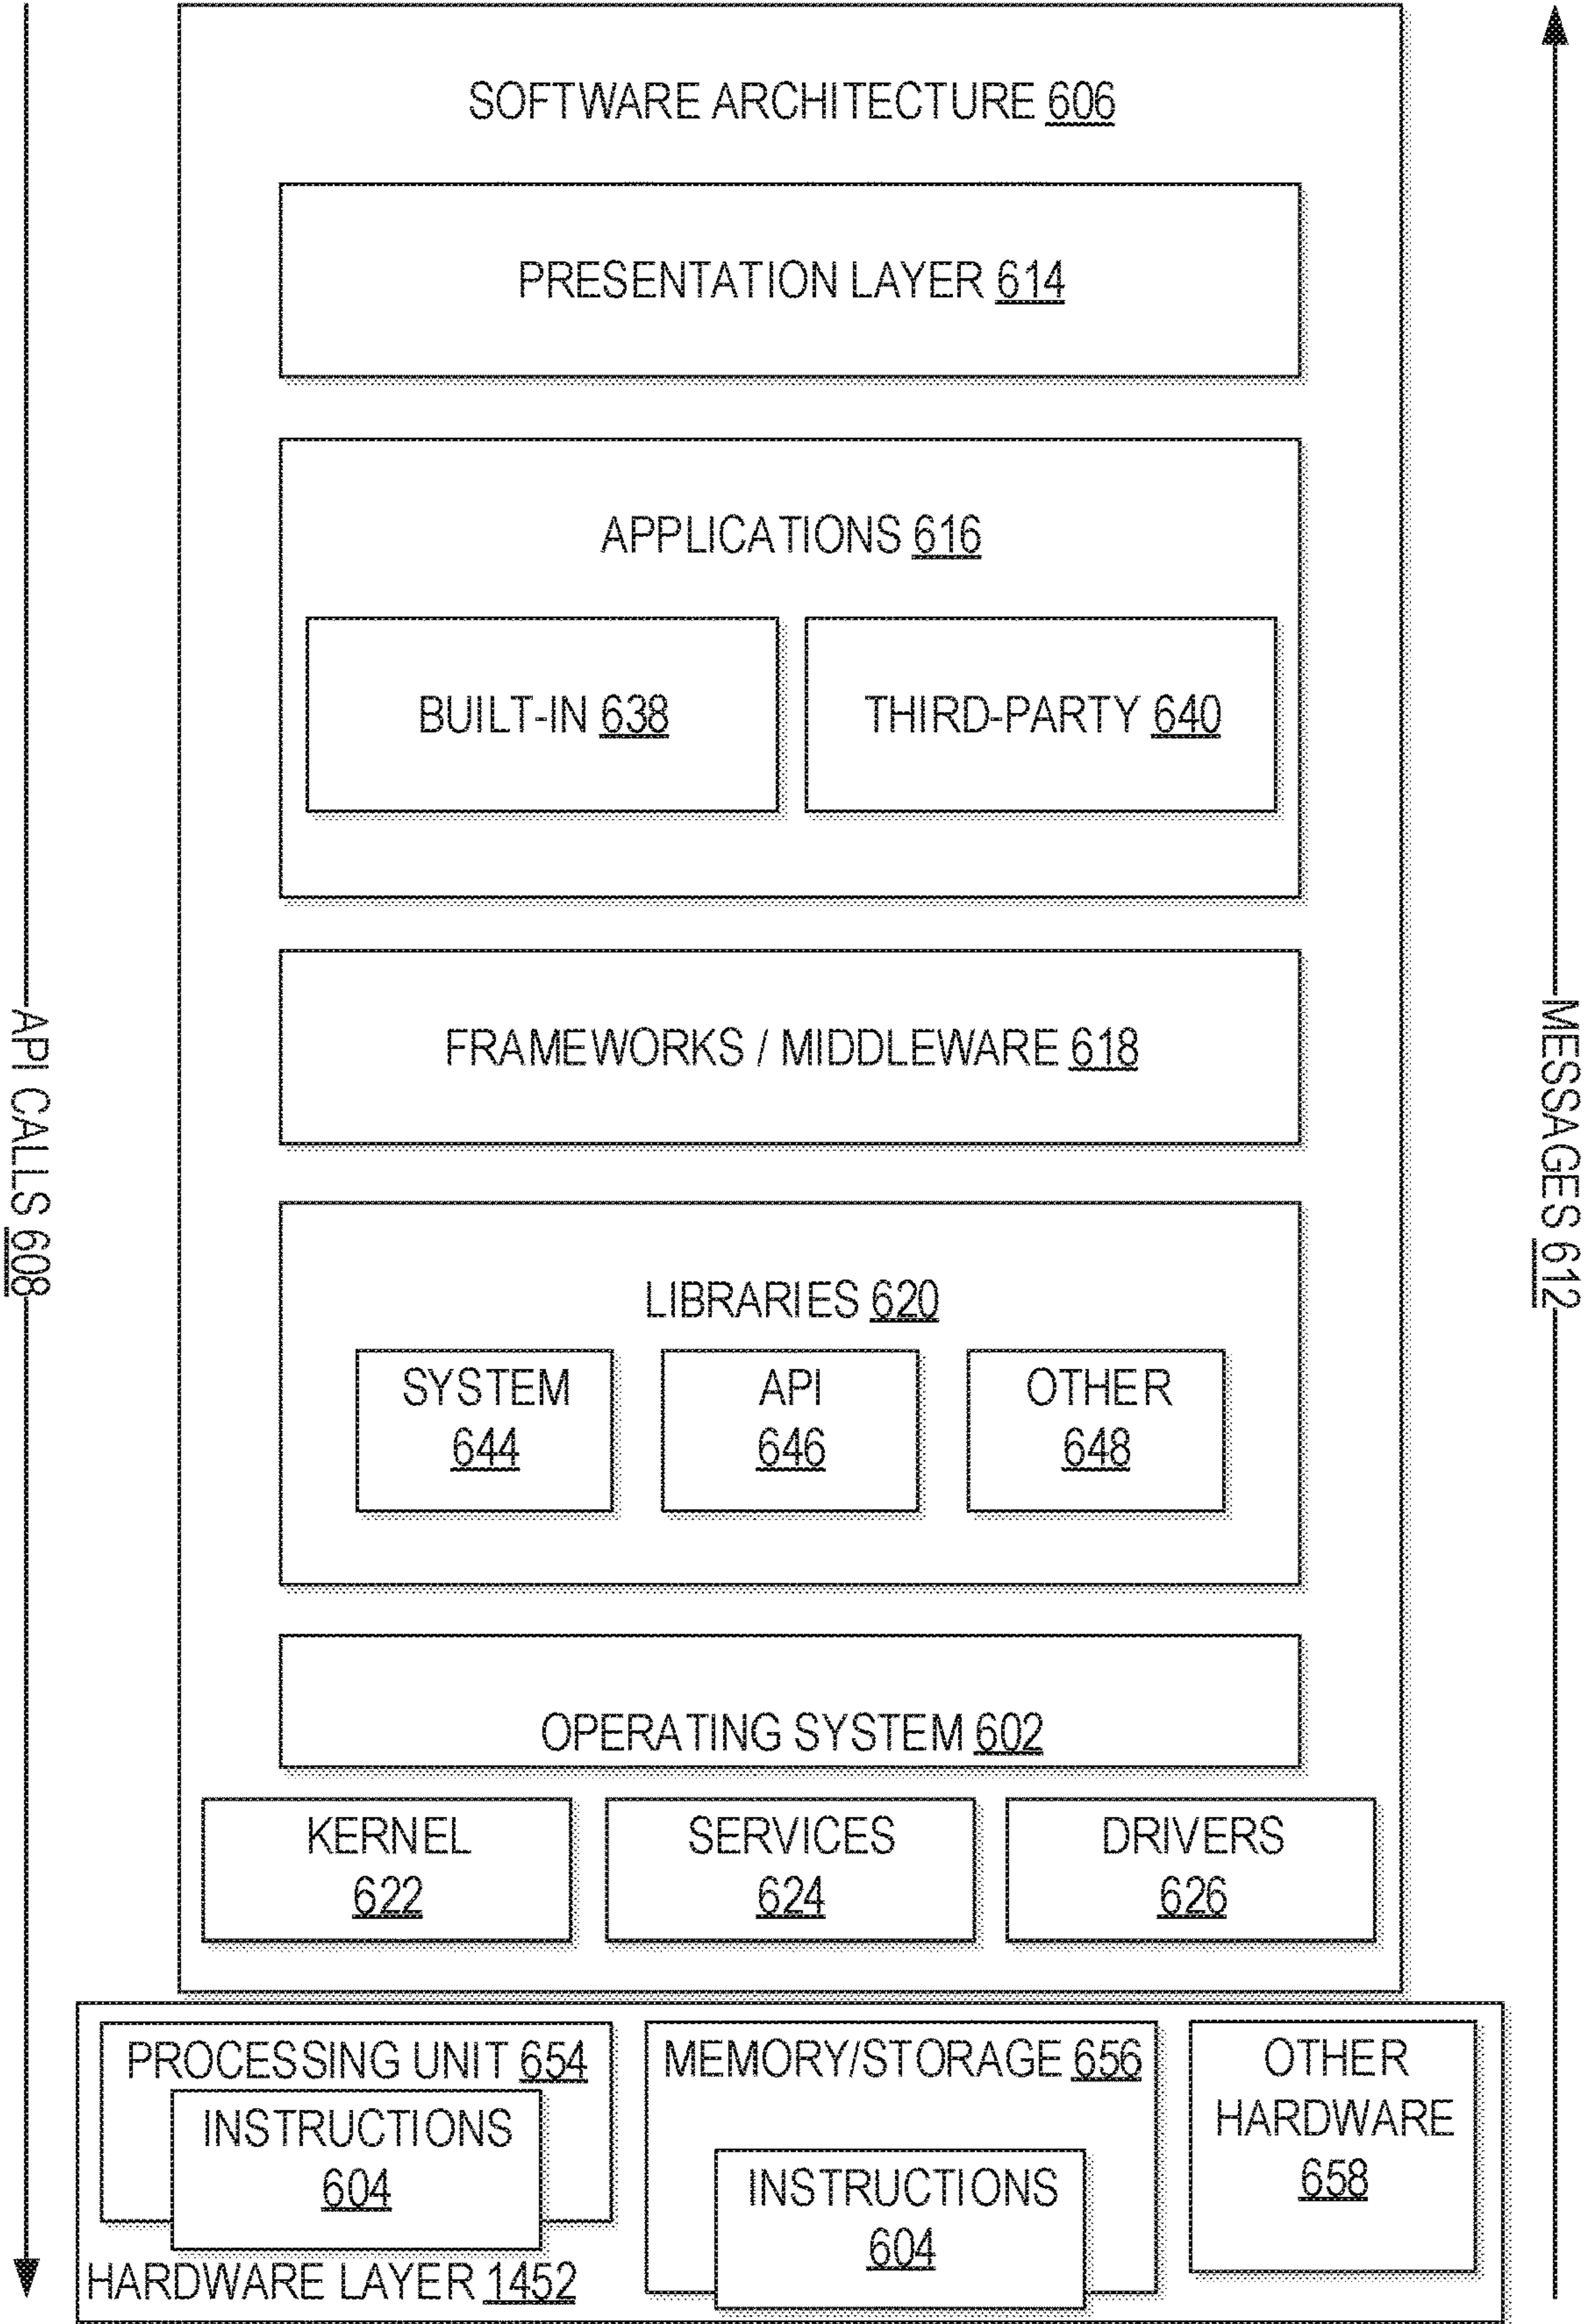 SOFTWARE ARCHITECTURE 606
PRESENTATION LAYER 614
APPLICATIONS 616
BUILT-IN 638
THIRD-PARTY 640
FRAMEWORKS / MIDDLEWARE 618
API CALLS 608
MESSAGES 612
LIBRARIES 620
SYSTEM
644
API
646
OTHER
648
OPERATING SYSTEM 602
KERNEL
622
SERVICES
624
DRIVERS
626
PROCESSING UNIT 654
INSTRUCTIONS
604
MEMORY/STORAGE 656
INSTRUCTIONS
604
OTHER
HARDWARE
658
HARDWARE LAYER 1452